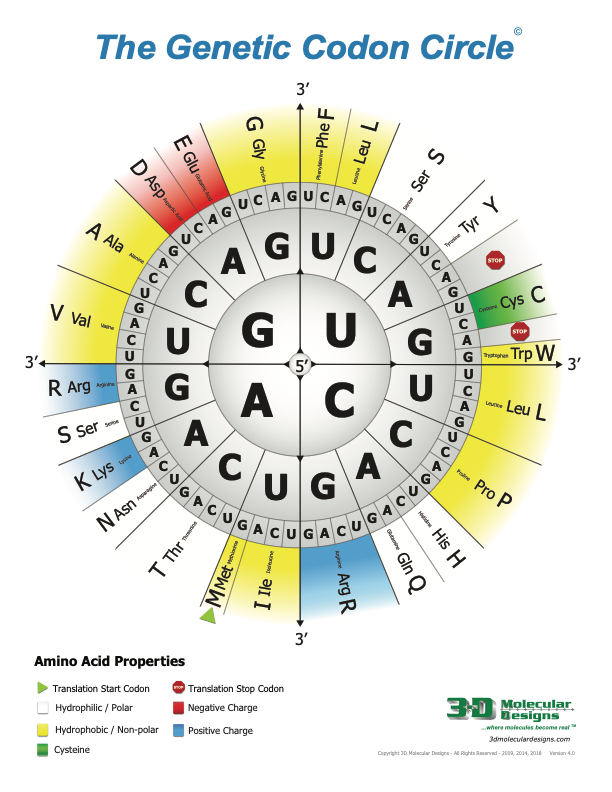 The Genetic Codon Circle©
3’
Phenylalanine Phe F
Leucine Leu L
Serine Ser S
Tyrosine Tyr Y
STOP
Cysteine Cys C
STOP
Tryptophan Trp W
3’
Leucine Leu L
Proline Pro P
Histidine His H
Glutamine Gln Q
Arginine Arg R
3’
Isoleucine Ile I
Methionine Met M
Threonine Thr T
Asparagine Asn N
Lysine Lys K
Serine Ser S
Arginine Arg R
3’
Valine Val V
Alanine Ala A
Aspartic Acid Asp D
Glutamic Acid Glu E
Glycine Gly G
U C A G U C A G U C A G U C A G
U C A G U C A G U C A G U C A G
U C A G U C A G U C A G U C A G
U C A G U C A G U C A G U C A G
U C A G
U C A G
U C A G
U C A G
G U
5’
A C
Amino Acid Properties
Translation Start Codon
STOP Translation Stop Codon
Hydrophilic / Polar
Negative Charge
Hydrophobic / Non-polar
Positive Charge
Cysteine
3-D Molecular Designs
...where molecules become real ™
3dmoleculardesigns.com
Copyright 3D Molecular Designs - All Rights Reserved - 2009, 2014, 2018 Version 4.0